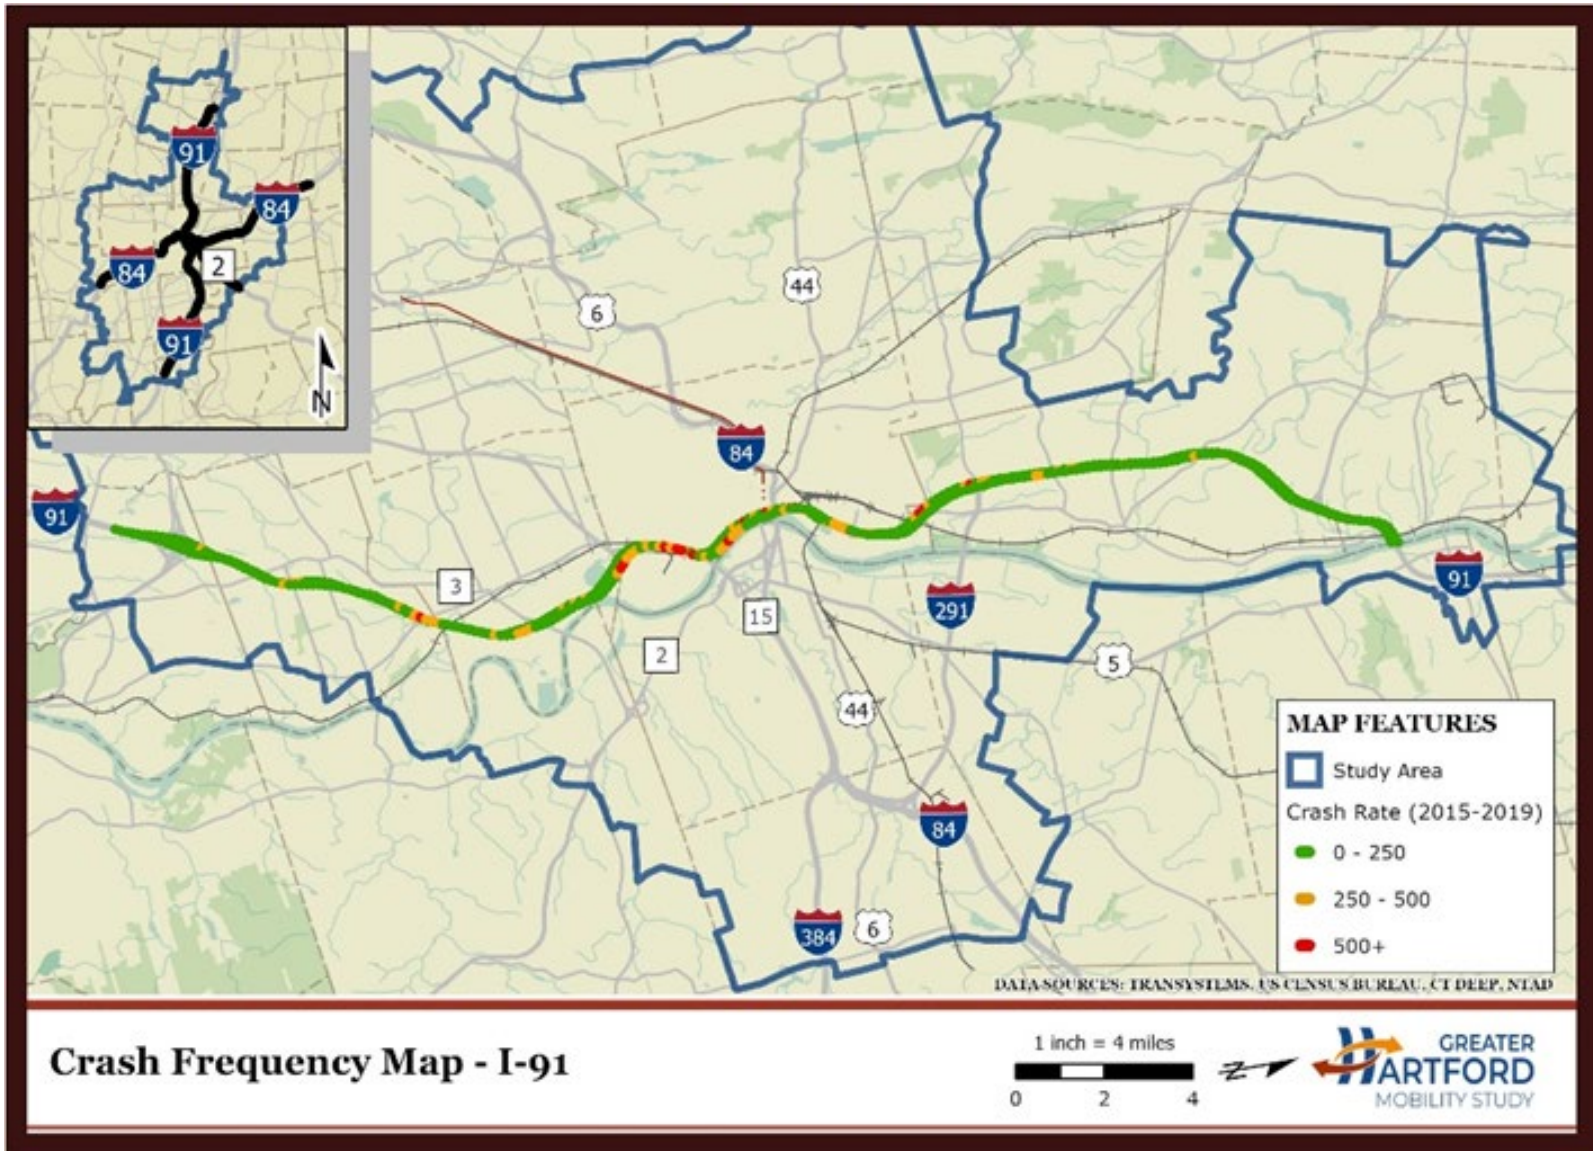 91
84
84
2
91
N
6
44
84
91
3
15
291
2
91
5
44
84
384
6
MAP FEATURES
Study Area
Crash Rate (2015-2019)
0 - 250
250 - 500
500+
DATA SOURCES: TRANSYSTEMS, US CENSUS BUREAU, CT DEEP, NTAD
Crash Frequency Map - I-91
1 inch = 4 miles
0 2 4
N
GREATER
HARTFORD
MOBILITY STUDY